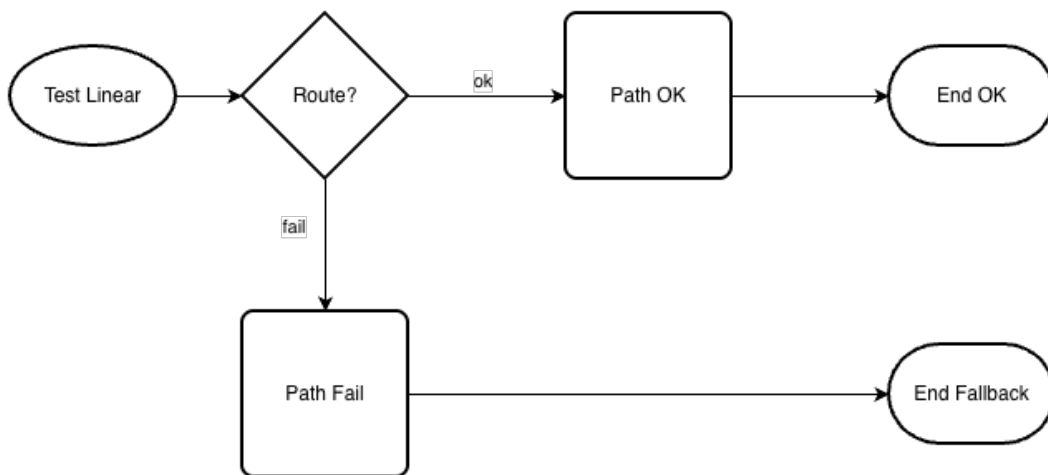 Test Linear
Route?
ok
Path OK
End OK
fail
Path Fail
End Fallback